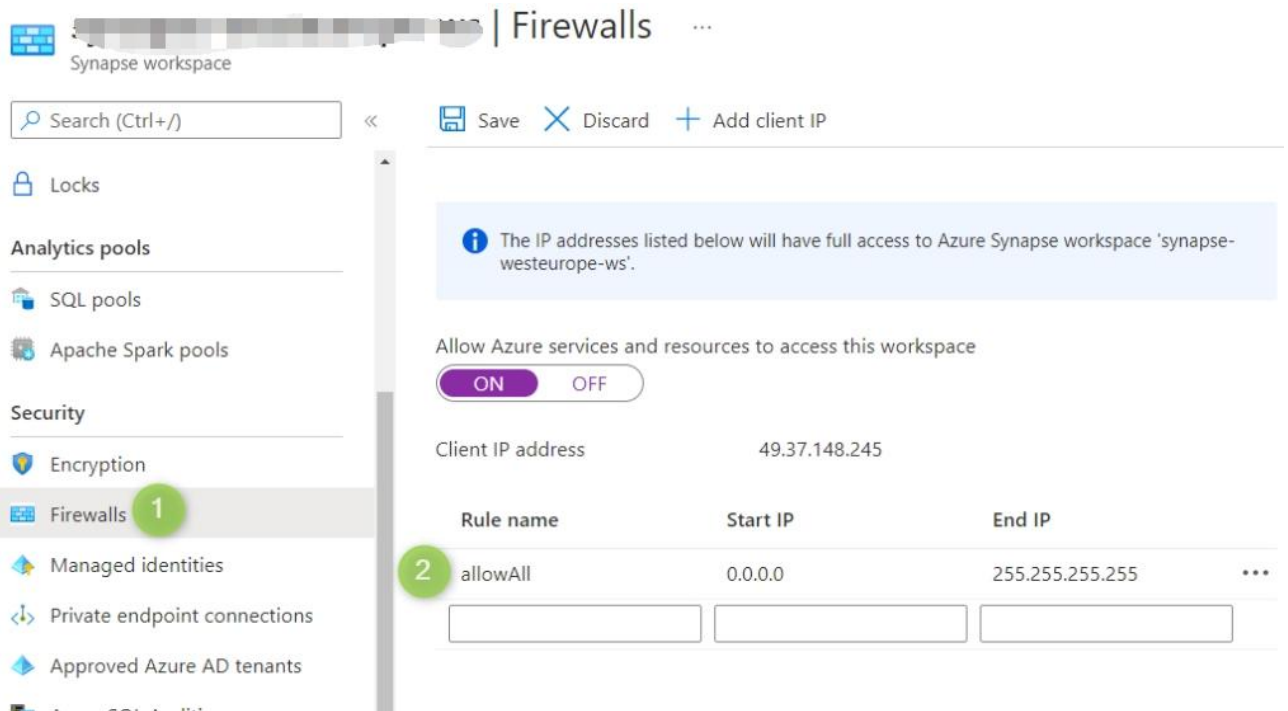 | Firewalls ...
Synapse workspace
Search (Ctrl+/)
«
Save
Discard
Add client IP
Locks
Analytics pools
SQL pools
Apache Spark pools
Security
Encryption
Firewalls 1
Managed identities
Private endpoint connections
Approved Azure AD tenants
The IP addresses listed below will have full access to Azure Synapse workspace 'synapse-
westeurope-ws'.
Allow Azure services and resources to access this workspace
ON OFF
Client IP address 49.37.148.245
Rule name Start IP End IP
2 allowAll 0.0.0.0 255.255.255.255 ...